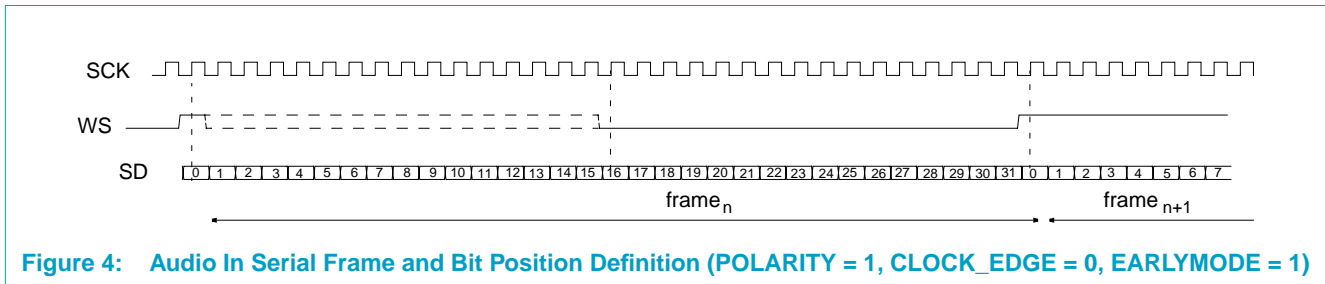 SCK
WS
SD 0 1 2 3 4 5 6 7 8 9 10 11 12 13 14 15 16 17 18 19 20 21 22 23 24 25 26 27 28 29 30 31 0 1 2 3 4 5 6 7
frame n frame n+1
Figure 4: Audio In Serial Frame and Bit Position Definition (POLARITY = 1, CLOCK_EDGE = 0, EARLYMODE = 1)